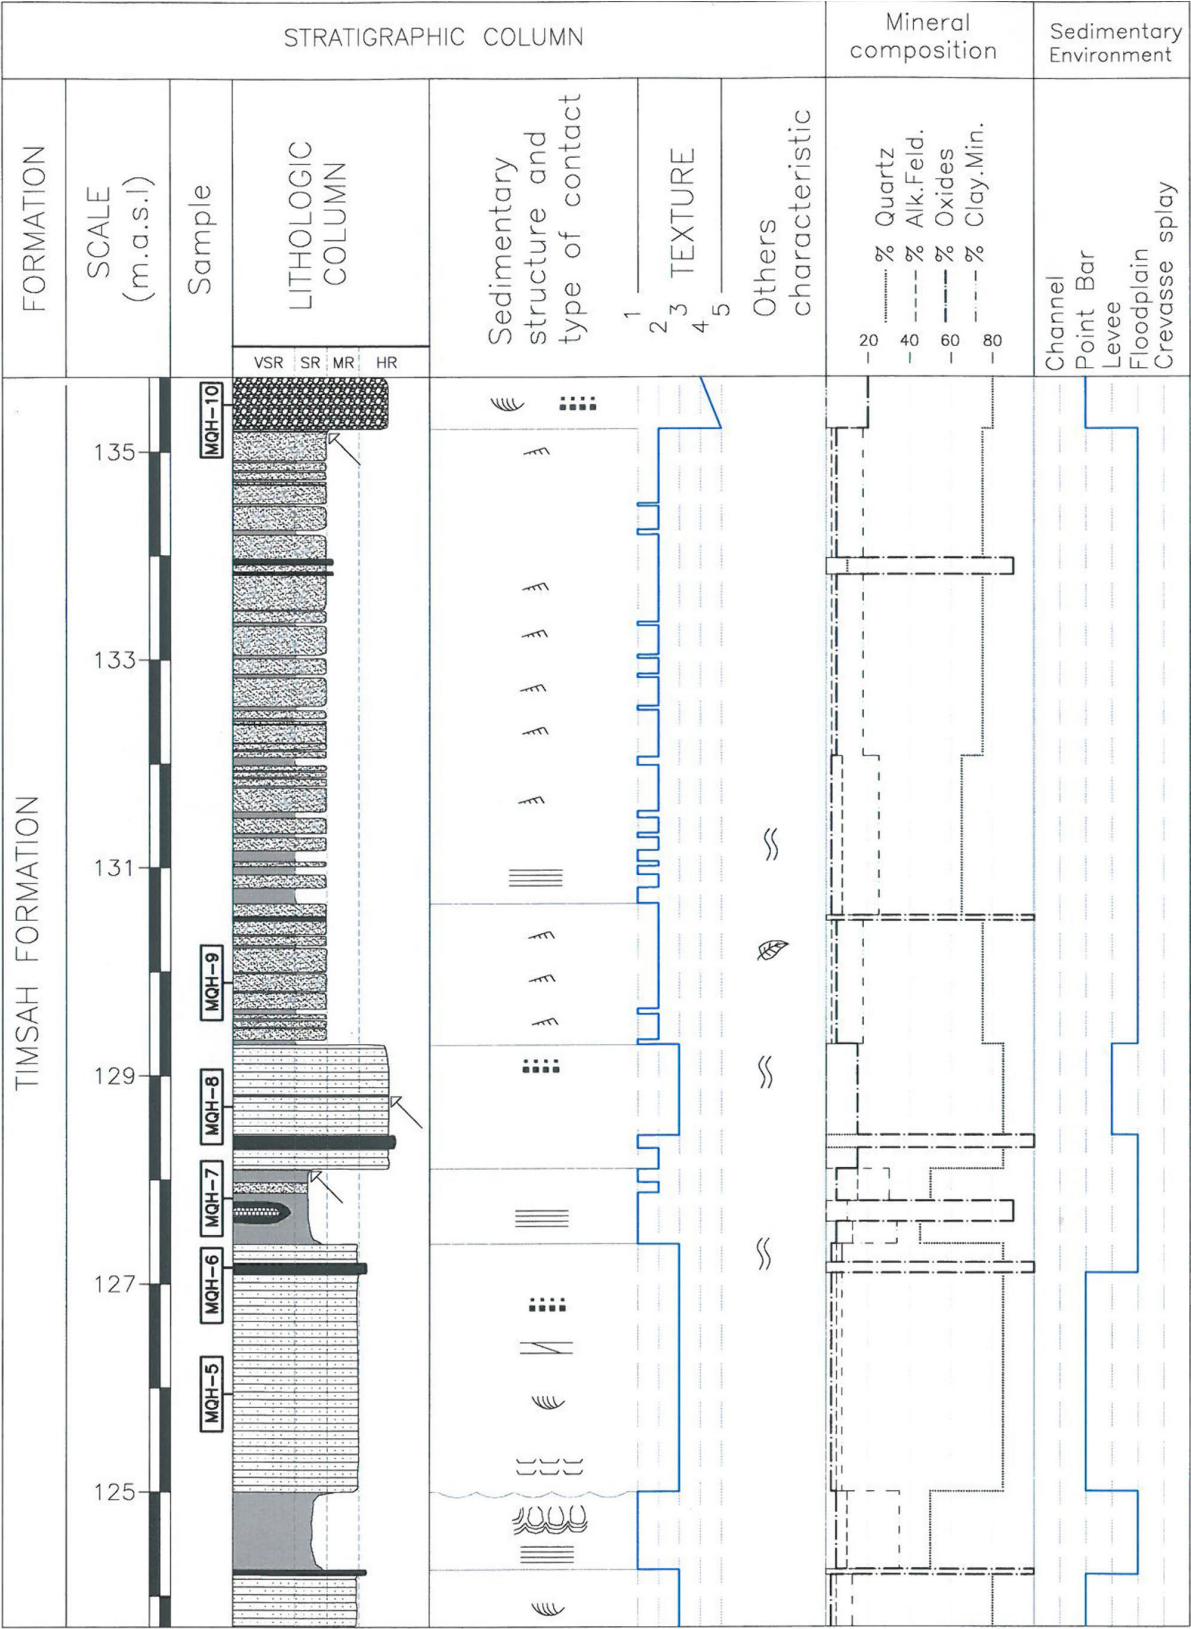 STRATIGRAPHIC COLUMN
Mineral
composition
Sedimentary
Environment
FORMATION
SCALE
(m.a.s.l)
Sample
LITHOLOGIC
COLUMN
VSR SR MR HR
Sedimentary
structure and
type of contact
TEXTURE
1
2
3
4
5
Others
characteristic
% Quartz
% Alk.Feld.
% Oxides
% Clay.Min.
20 40 60 80
Channel
Point Bar
Levee
Floodplain
Crevasse splay
TIMSAH FORMATION
135
133
131
129
127
125
MQH-10
MQH-9
MQH-8
MQH-7
MQH-6
MQH-5